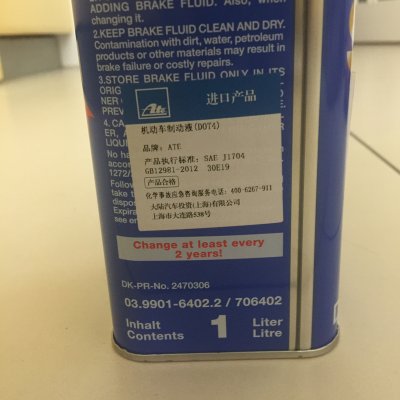 ADDING BRAKE FLUID. Also, when
changing it.
2.KEEP BRAKE FLUID CLEAN AND DRY.
Contamination with dirt, water, petroleum
products or other materials may result in
brake failure or costly repairs.
3.STORE BRAKE FLUID ONLY IN ITS
ORIG
NER
PREV
4. CA
ER, A
LIQU
No ha
accor
1272/
Follow
take t
dispo
Expira
see or
ATE
进口产品
机动车制动液(DOT4)
品牌: ATE
产品执行标准: SAE J1704
GB12981-2012 30E19
产品合格
化学事故应急咨询服务电话: 400-6267-911
大陆汽车投资(上海)有限公司
上海市大连路538号
Change at least every
2 years!
DK-PR-No. 2470306
03.9901-6402.2 / 706402
Inhalt
Contents
1
Liter
Litre